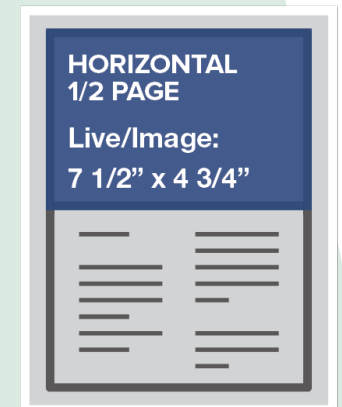 HORIZONTAL
1/2 PAGE
Live/Image:
7 1/2” x 4 3/4”